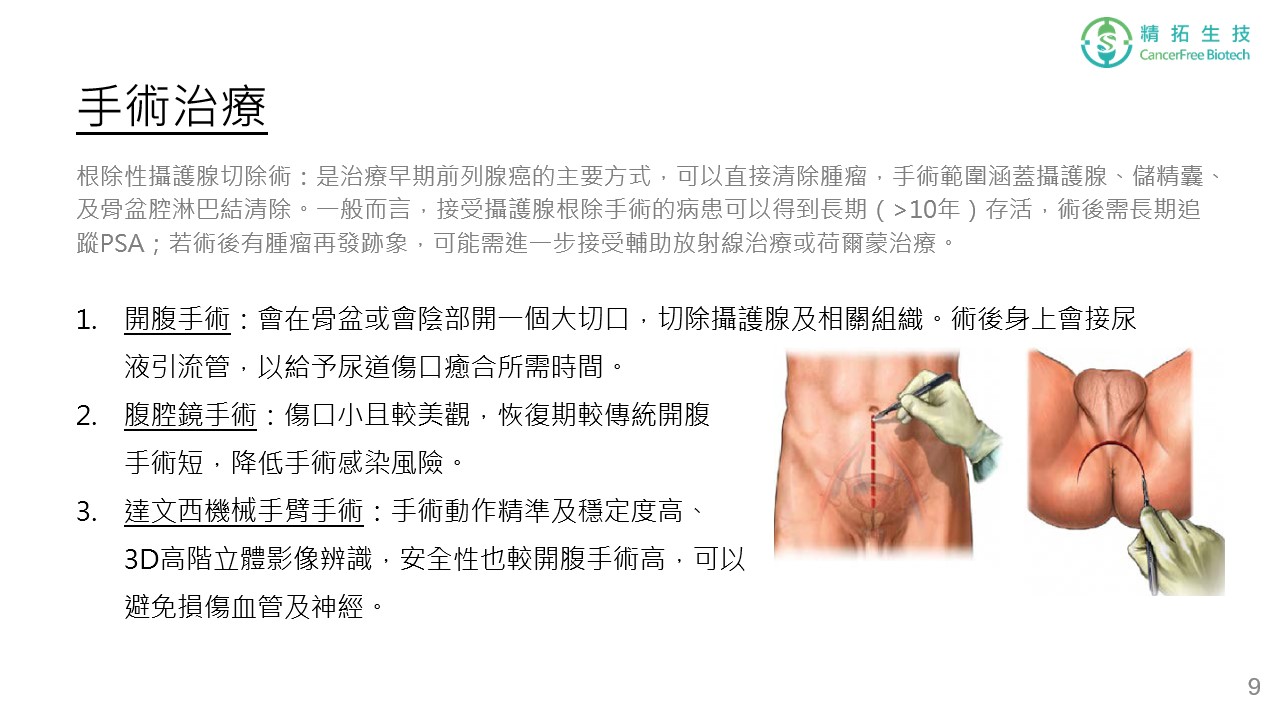 精拓生技
CancerFree Biotech
手術治療
根除性攝護腺切除術：是治療早期前列腺癌的主要方式，可以直接清除腫瘤，手術範圍涵蓋攝護腺、儲精囊、
及骨盆腔淋巴結清除。一般而言，接受攝護腺根除手術的病患可以得到長期（>10年）存活，術後需長期追
蹤PSA；若術後有腫瘤再發跡象，可能需進一步接受輔助放射線治療或荷爾蒙治療。
1. 開腹手術：會在骨盆或會陰部開一個大切口，切除攝護腺及相關組織。術後身上會接尿
液引流管，以給予尿道傷口癒合所需時間。
2. 腹腔鏡手術：傷口小且較美觀，恢復期較傳統開腹
手術短，降低手術感染風險。
3. 達文西機械手臂手術：手術動作精準及穩定度高、
3D高階立體影像辨識，安全性也較開腹手術高，可以
避免損傷血管及神經。
9